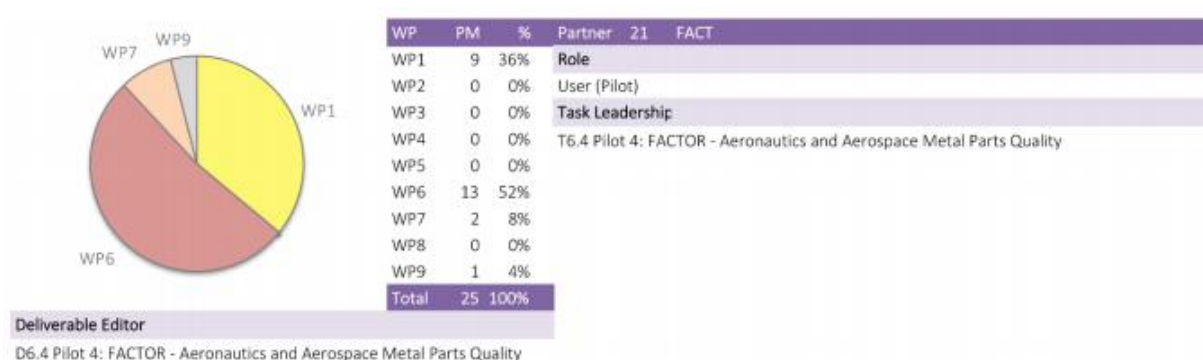 WP7 WP9
WP1
WP6
WP PM %
WP1 9 36%
WP2 0 0%
WP3 0 0%
WP4 0 0%
WP5 0 0%
WP6 13 52%
WP7 2 8%
WP8 0 0%
WP9 1 4%
Total 25 100%
Partner 21 FACT
Role
User (Pilot)
Task Leadership
T6.4 Pilot 4: FACTOR - Aeronautics and Aerospace Metal Parts Quality
Deliverable Editor
D6.4 Pilot 4: FACTOR - Aeronautics and Aerospace Metal Parts Quality